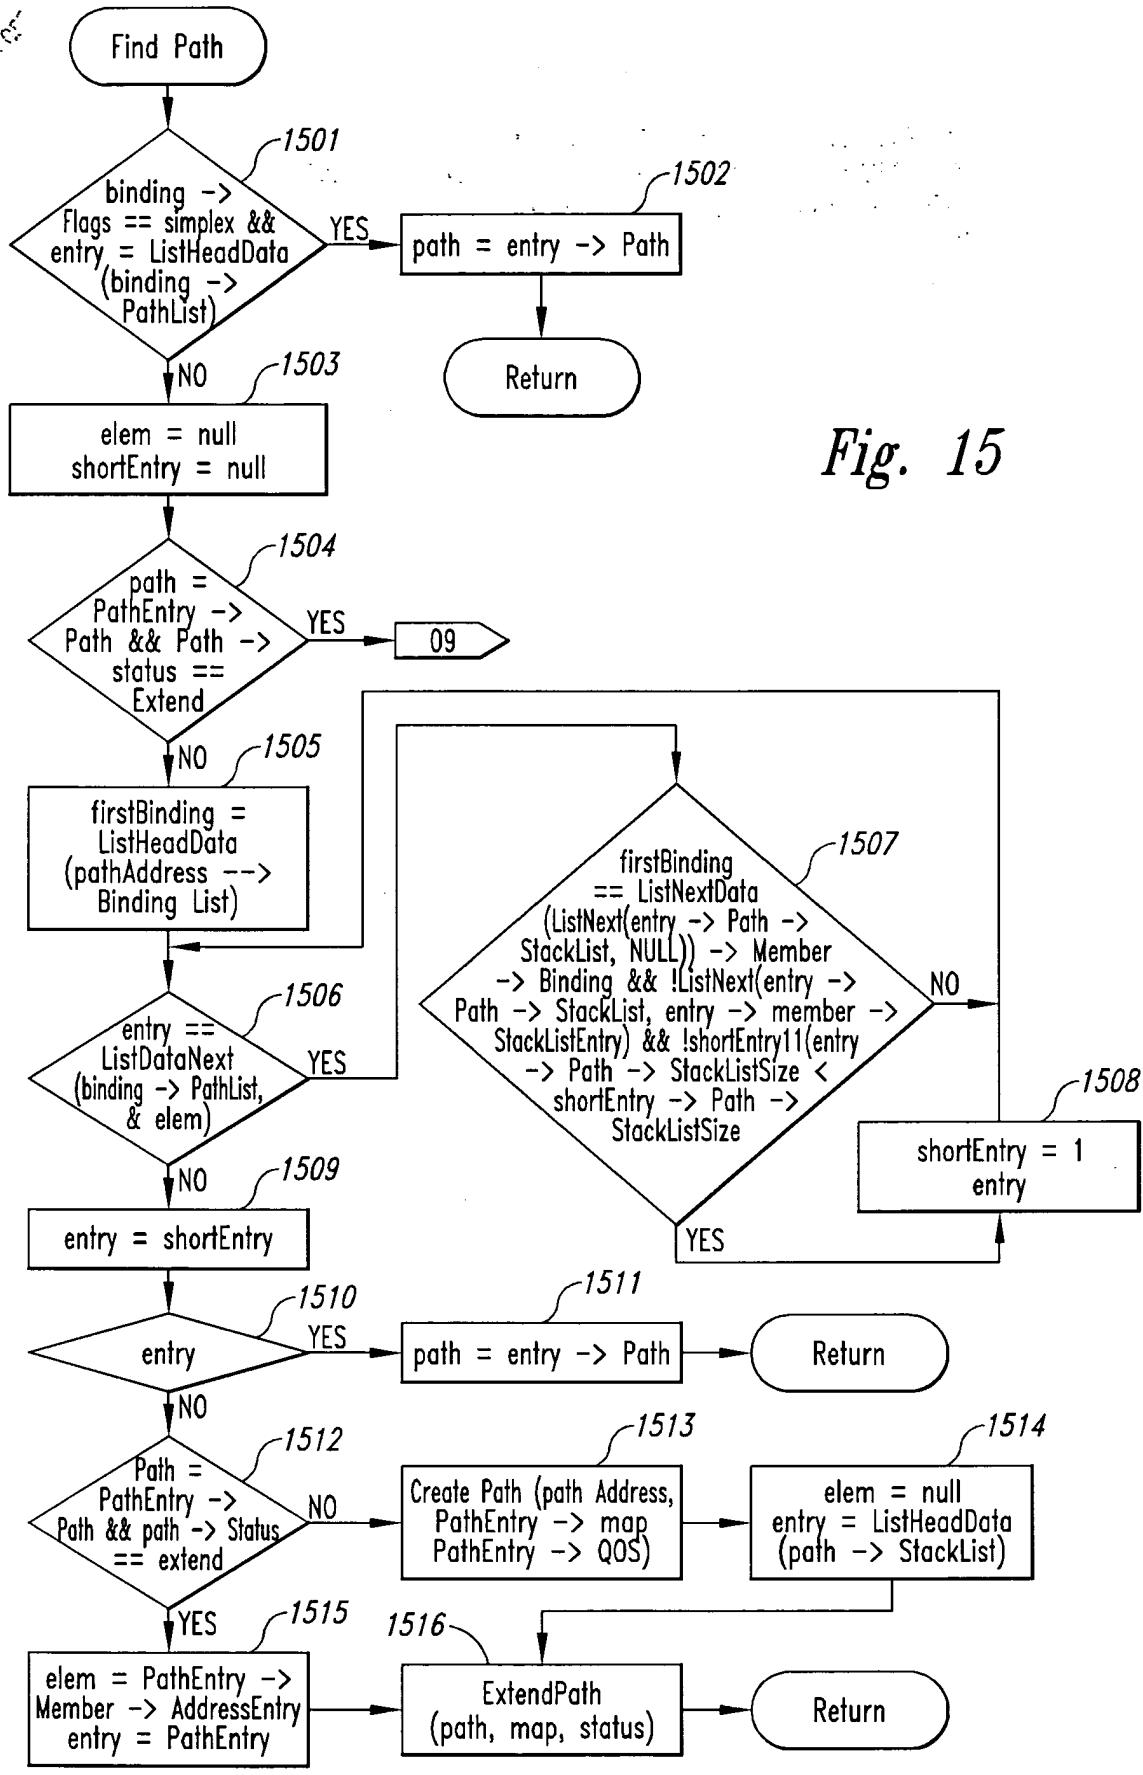 Find Path
1501
binding ->
Flags == simplex &&
entry = ListHeadData
(binding ->
PathList)
YES
1502
path = entry -> Path
Return
NO
1503
elem = null
shortEntry = null
Fig. 15
1504
path =
PathEntry ->
Path && Path ->
status ==
Extend
YES
09
NO
1505
firstBinding =
ListHeadData
(pathAddress -->
Binding List)
1506
entry ==
ListDataNext
(binding -> PathList,
& elem)
YES
1507
firstBinding
== ListNextData
(ListNext(entry -> Path ->
StackList, NULL)) -> Member
-> Binding && !ListNext(entry ->
Path -> StackList, entry -> member ->
StackListEntry) && !shortEntry11(entry
-> Path -> StackListSize <
shortEntry -> Path ->
StackListSize
NO
YES
1508
shortEntry = 1
entry
NO
1509
entry = shortEntry
1510
entry
YES
1511
path = entry -> Path
Return
NO
1512
Path =
PathEntry ->
Path && path -> Status
== extend
NO
1513
Create Path (path Address,
PathEntry -> map
PathEntry -> QOS)
1514
elem = null
entry = ListHeadData
(path -> StackList)
YES
1515
elem = PathEntry ->
Member -> AddressEntry
entry = PathEntry
1516
ExtendPath
(path, map, status)
Return